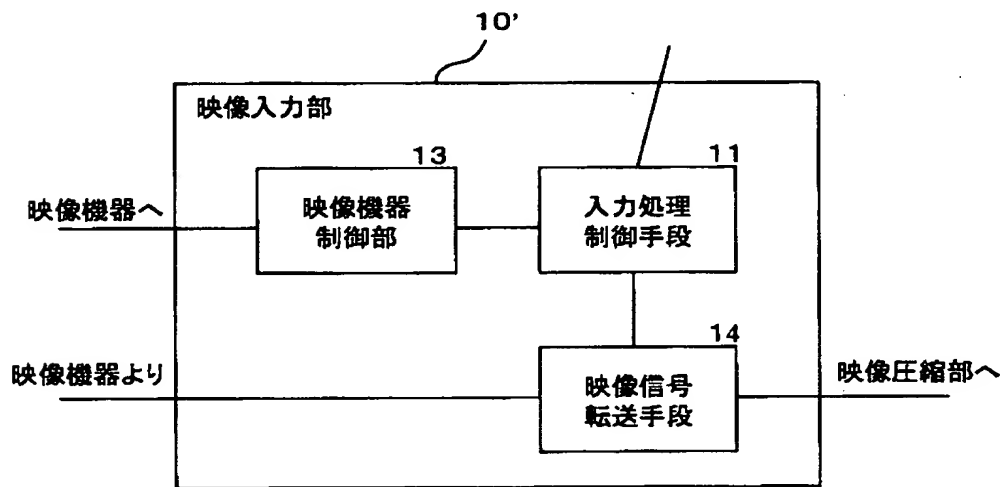 10'
映像入力部
13
11
映像機器へ
映像機器
制御部
入力処理
制御手段
14
映像機器より
映像信号
転送手段
映像圧縮部へ